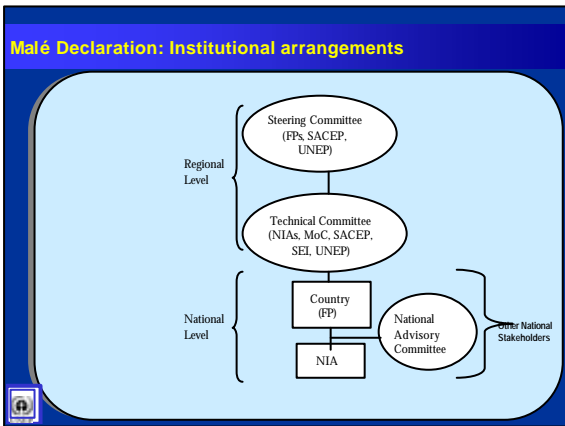 Malé Declaration: Institutional arrangements
Steering Committee
(FPs, SACEP,
UNEP)
Regional
Level
Technical Committee
(NIAs, MoC, SACEP,
SEI, UNEP)
Country
(FP)
National
Level
National
Advisory
Committee
Other National
Stakeholders
NIA